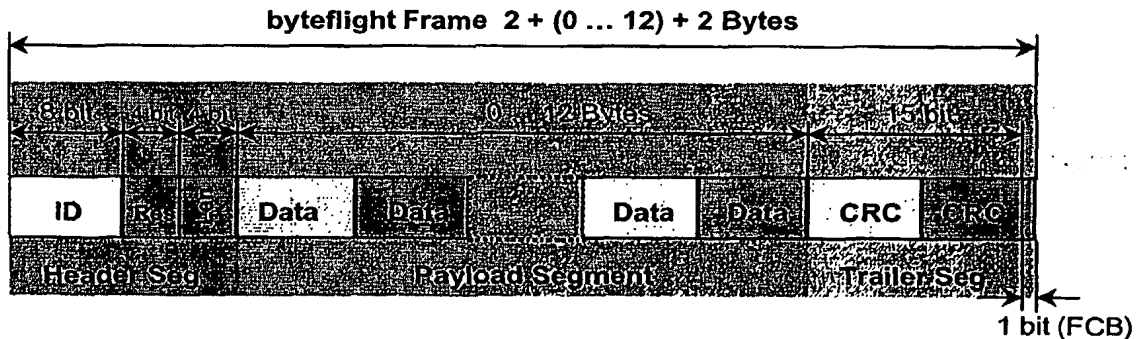 byteflight Frame 2 + (0 ... 12) + 2 Bytes
8 bit 4 bit 4 bit 0 ... 12 Bytes 15 bit
ID Res Data Data Data Data CRC CRC
Header Seg. Payload Segment Trailer Seg.
1 bit (FCB)